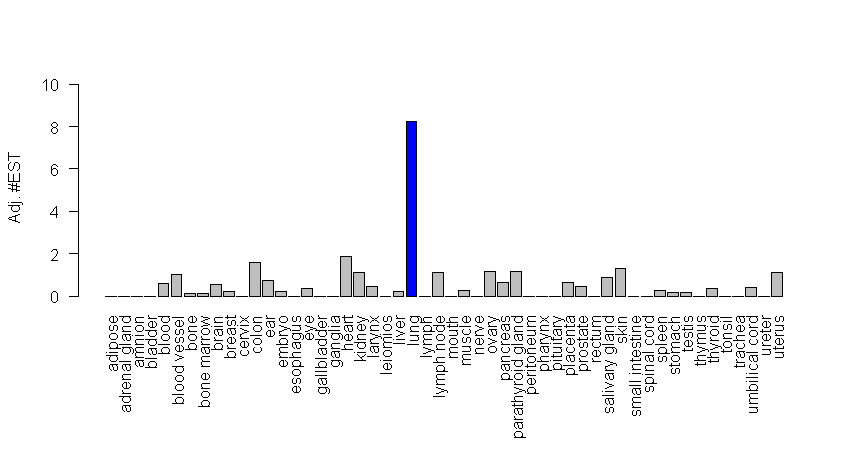 10
8
6
4
2
0
Adj. #EST
adipose
adrenal gland
amnion
bladder
blood
blood vessel
bone
bone marrow
brain
breast
cervix
colon
ear
embryo
esophagus
eye
gallbladder
ganglia
heart
kidney
larynx
leiomios
liver
lung
lymph
lymph node
mouth
muscle
nerve
ovary
pancreas
parathyroid gland
peritoneum
pharynx
pituitary
placenta
prostate
rectum
salivary gland
skin
small intestine
spinal cord
spleen
stomach
testis
thymus
thyroid
tonsil
trachea
umbilical cord
ureter
uterus